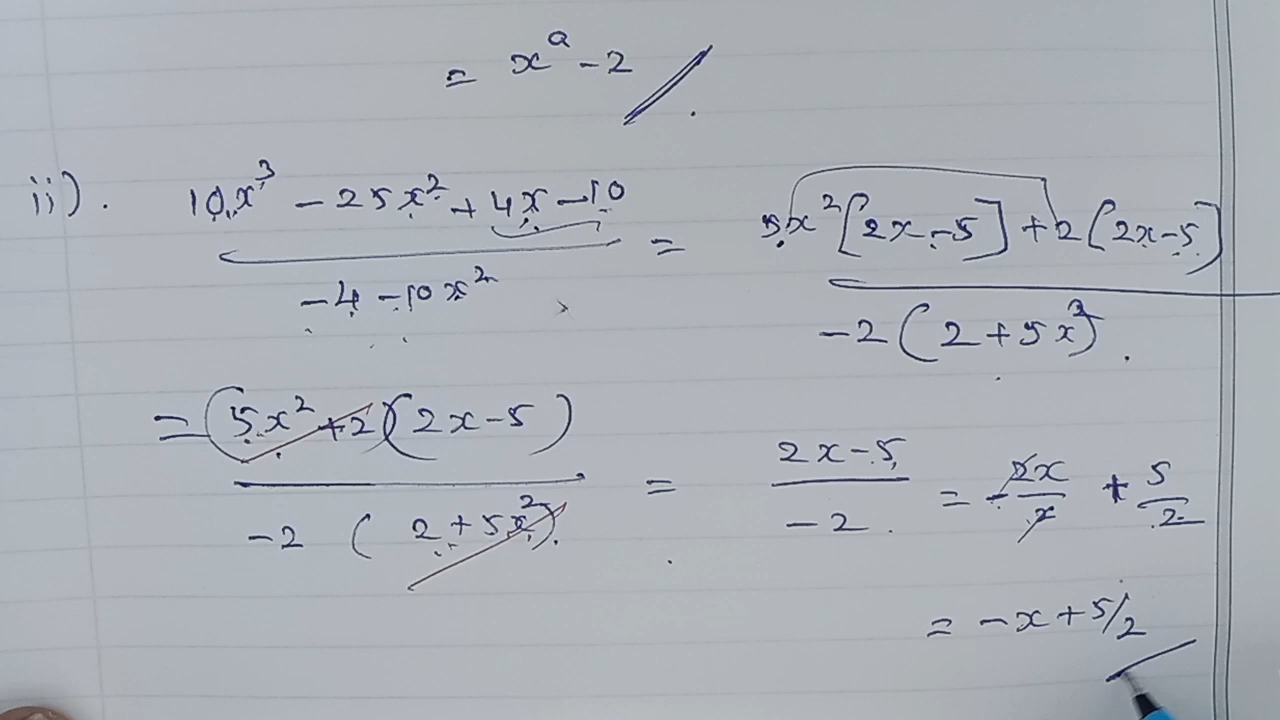 = x^a - 2
ii). (10x^3 - 25x^2 + 4x - 10) / (-4 - 10x^2) = (5x^2[2x - 5] + 2[2x - 5]) / (-2(2 + 5x^2))
= ((5x^2 + 2)(2x - 5)) / (-2(2 + 5x^2)) = (2x - 5) / (-2) = -2x/2 + 5/2
= -x + 5/2